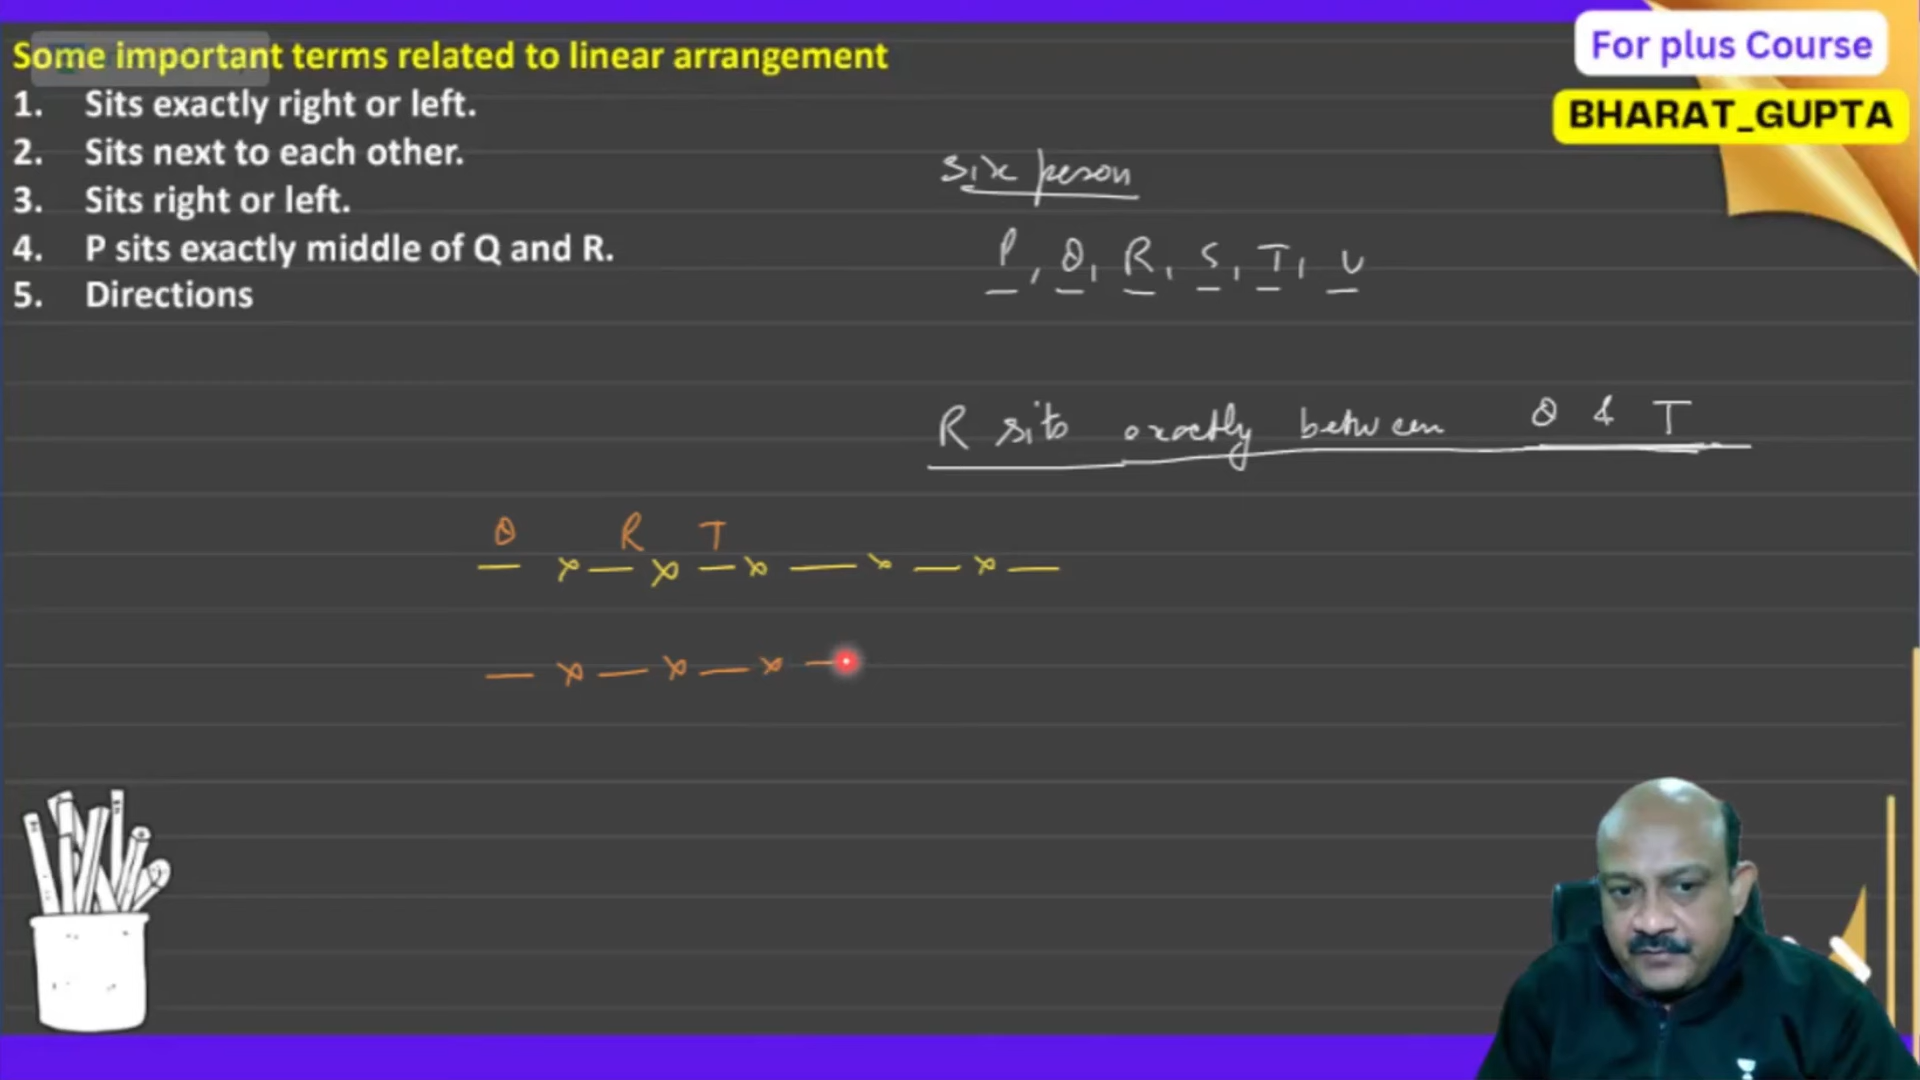 Some important terms related to linear arrangement
1. Sits exactly right or left.
2. Sits next to each other.
3. Sits right or left.
4. P sits exactly middle of Q and R.
5. Directions
For plus Course
BHARAT_GUPTA
six person
P, Q, R, S, T, U
R sits exactly between Q & T
Q R T